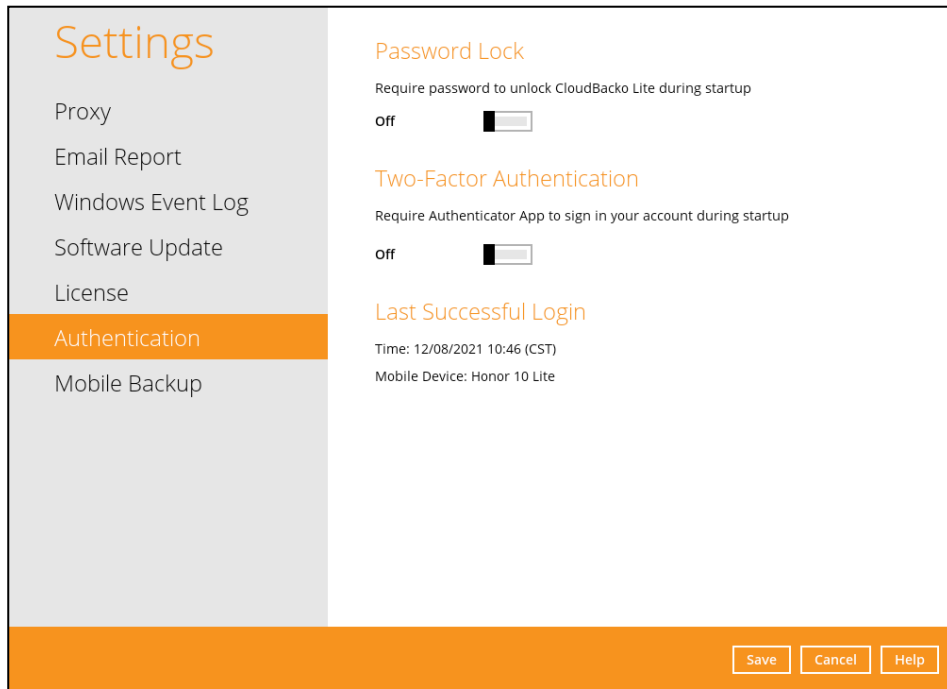 Settings
Proxy
Email Report
Windows Event Log
Software Update
License
Authentication
Mobile Backup
Password Lock
Require password to unlock CloudBacko Lite during startup
Off
Two-Factor Authentication
Require Authenticator App to sign in your account during startup
Off
Last Successful Login
Time: 12/08/2021 10:46 (CST)
Mobile Device: Honor 10 Lite
Save
Cancel
Help